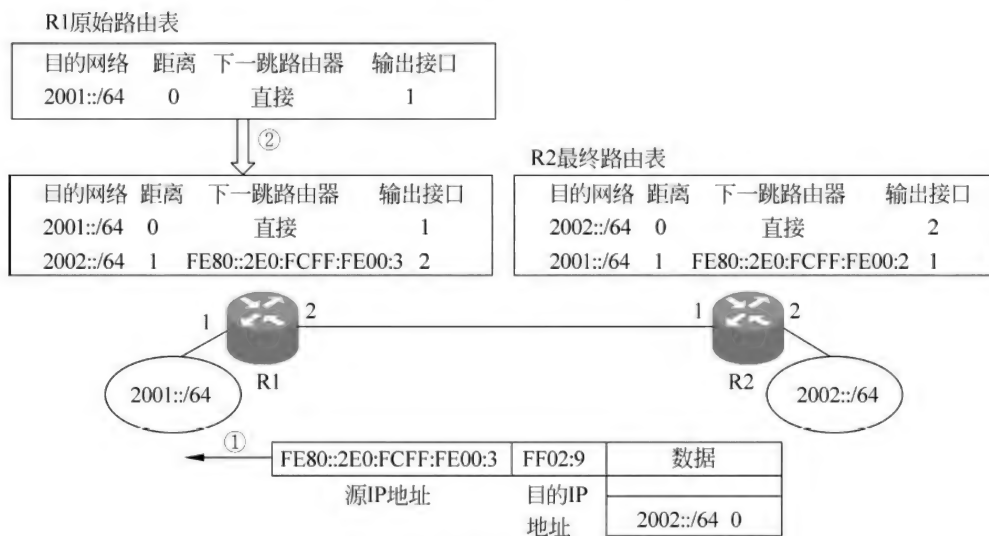 R1原始路由表
目的网络 距离 下一跳路由器 输出接口
2001::/64 0 直接 1
②
目的网络 距离 下一跳路由器 输出接口
2001::/64 0 直接 1
2002::/64 1 FE80::2E0:FCFF:FE00:3 2
R2最终路由表
目的网络 距离 下一跳路由器 输出接口
2002::/64 0 直接 2
2001::/64 1 FE80::2E0:FCFF:FE00:2 1
1 2 1 2
R1 R2
2001::/64 2002::/64
①
FE80::2E0:FCFF:FE00:3 FF02:9 数据
源IP地址 目的IP
地址 2002::/64 0